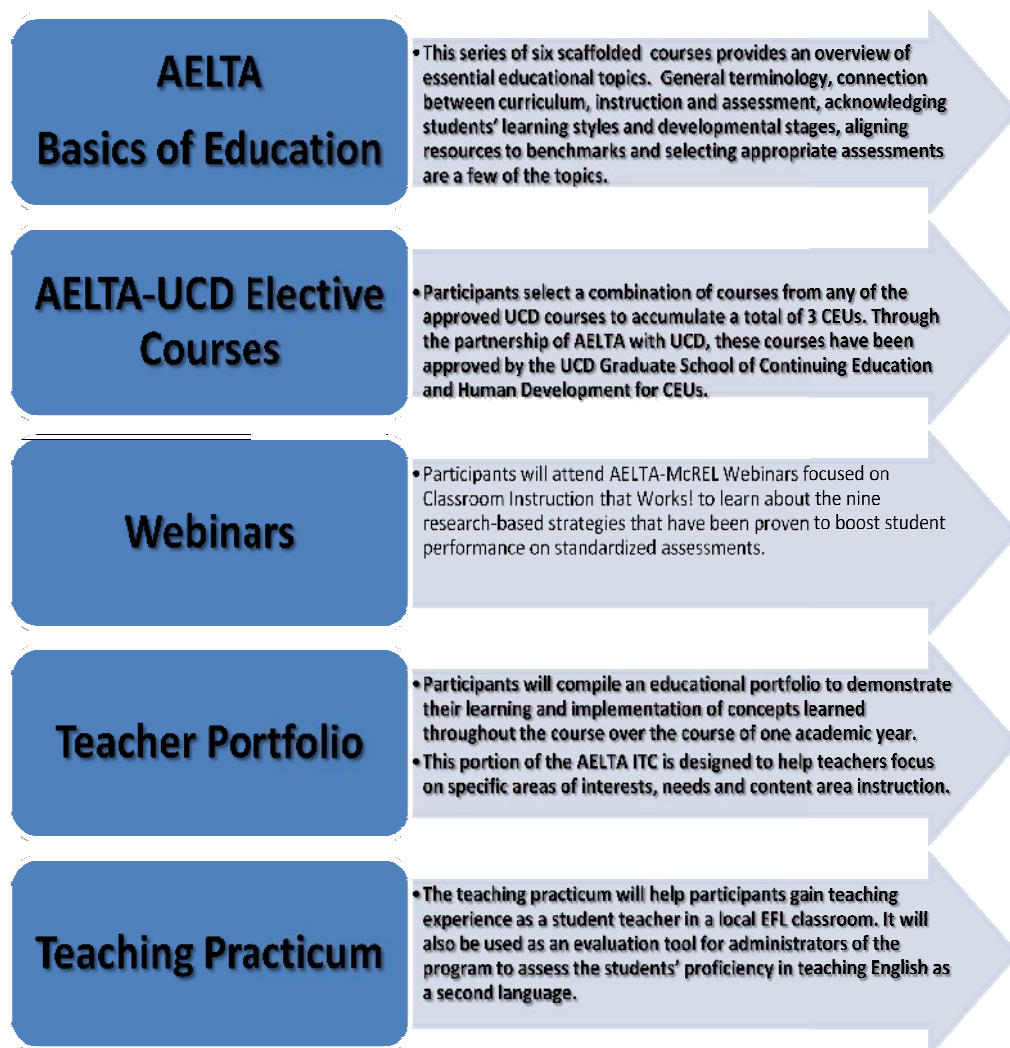 AELTA
Basics of Education
•This series of six scaffolded courses provides an overview of
essential educational topics. General terminology, connection
between curriculum, instruction and assessment, acknowledging
students' learning styles and developmental stages, aligning
resources to benchmarks and selecting appropriate assessments
are a few of the topics.
AELTA-UCD Elective
Courses
•Participants select a combination of courses from any of the
approved UCD courses to accumulate a total of 3 CEUs. Through
the partnership of AELTA with UCD, these courses have been
approved by the UCD Graduate School of Continuing Education
and Human Development for CEUs.
Webinars
•Participants will attend AELTA-McREL Webinars focused on
Classroom Instruction that Works! to learn about the nine
research-based strategies that have been proven to boost student
performance on standardized assessments.
Teacher Portfolio
•Participants will compile an educational portfolio to demonstrate
their learning and implementation of concepts learned
throughout the course over the course of one academic year.
•This portion of the AELTA ITC is designed to help teachers focus
on specific areas of interests, needs and content area instruction.
Teaching Practicum
•The teaching practicum will help participants gain teaching
experience as a student teacher in a local EFL classroom. It will
also be used as an evaluation tool for administrators of the
program to assess the students' proficiency in teaching English as
a second language.